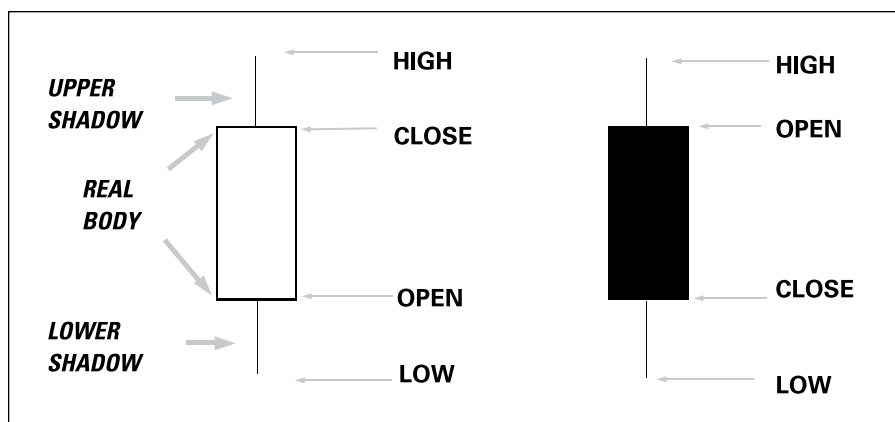 UPPER
SHADOW
REAL
BODY
LOWER
SHADOW
HIGH
CLOSE
OPEN
LOW
HIGH
OPEN
CLOSE
LOW